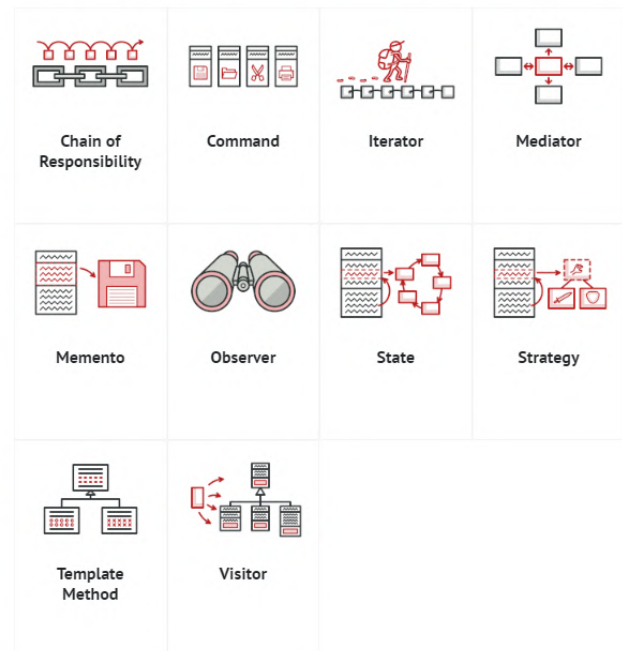 Chain of
Responsibility
Command
Iterator
Mediator
Memento
Observer
State
Strategy
Template
Method
Visitor